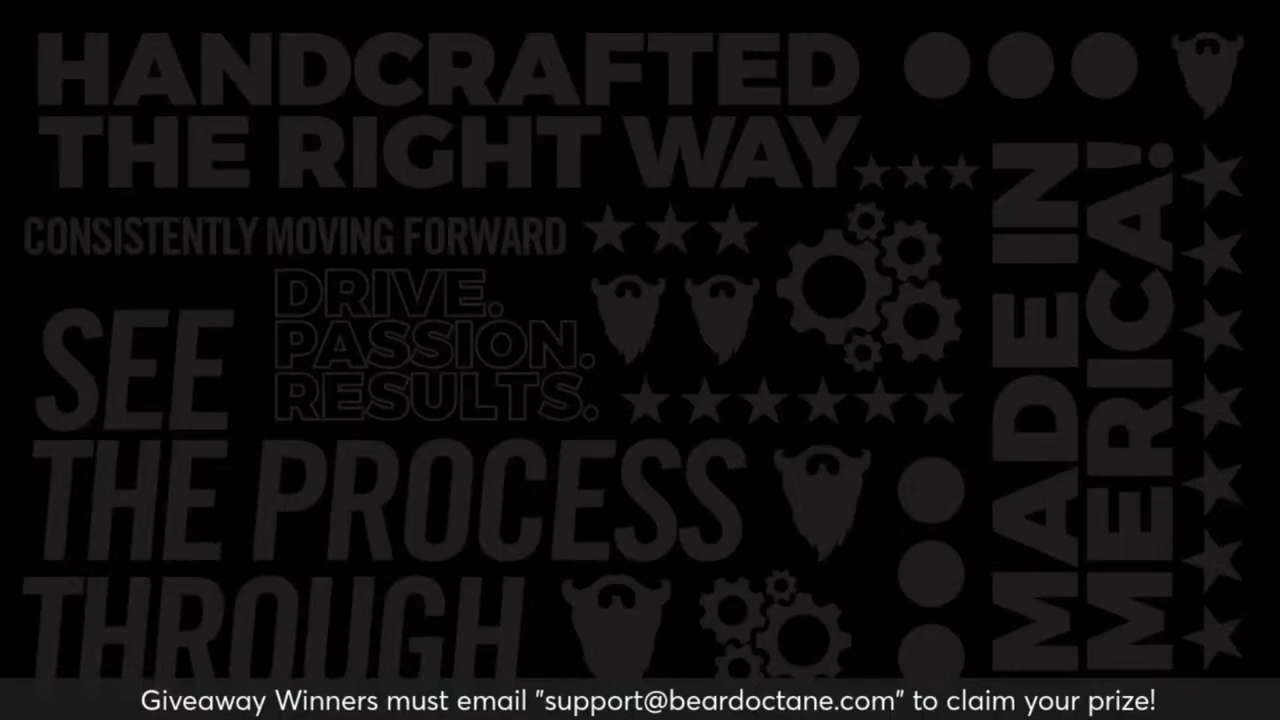 HANDCRAFTED
THE RIGHT WAY
CONSISTENTLY MOVING FORWARD
DRIVE.
PASSION.
RESULTS.
SEE
THE PROCESS
THROUGH
MADE IN
MERICA!
Giveaway Winners must email "support@beardoctane.com" to claim your prize!